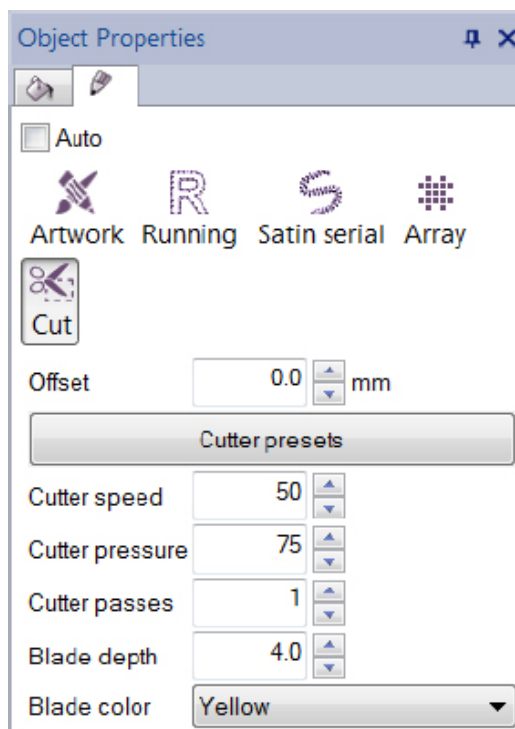 Object Properties
Auto
Artwork Running Satin serial Array
Cut
Offset 0.0 mm
Cutter presets
Cutter speed 50
Cutter pressure 75
Cutter passes 1
Blade depth 4.0
Blade color Yellow